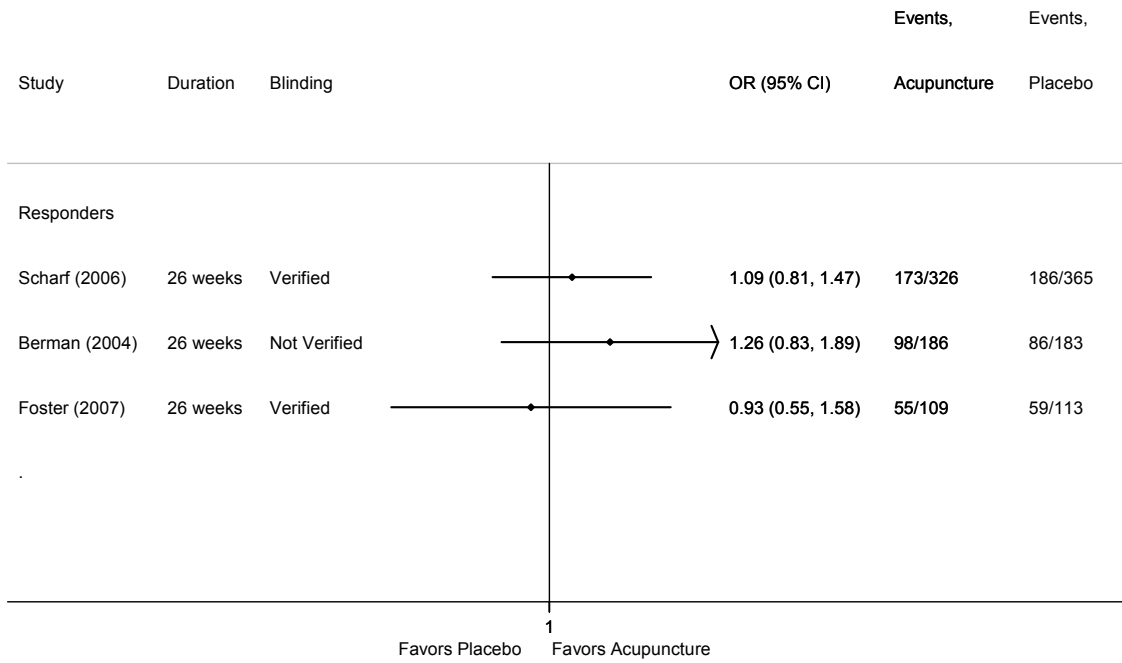 Events, Events,
Study Duration Blinding OR (95% CI) Acupuncture Placebo
Responders
Scharf (2006) 26 weeks Verified 1.09 (0.81, 1.47) 173/326 186/365
Berman (2004) 26 weeks Not Verified 1.26 (0.83, 1.89) 98/186 86/183
Foster (2007) 26 weeks Verified 0.93 (0.55, 1.58) 55/109 59/113
.
1
Favors Placebo Favors Acupuncture